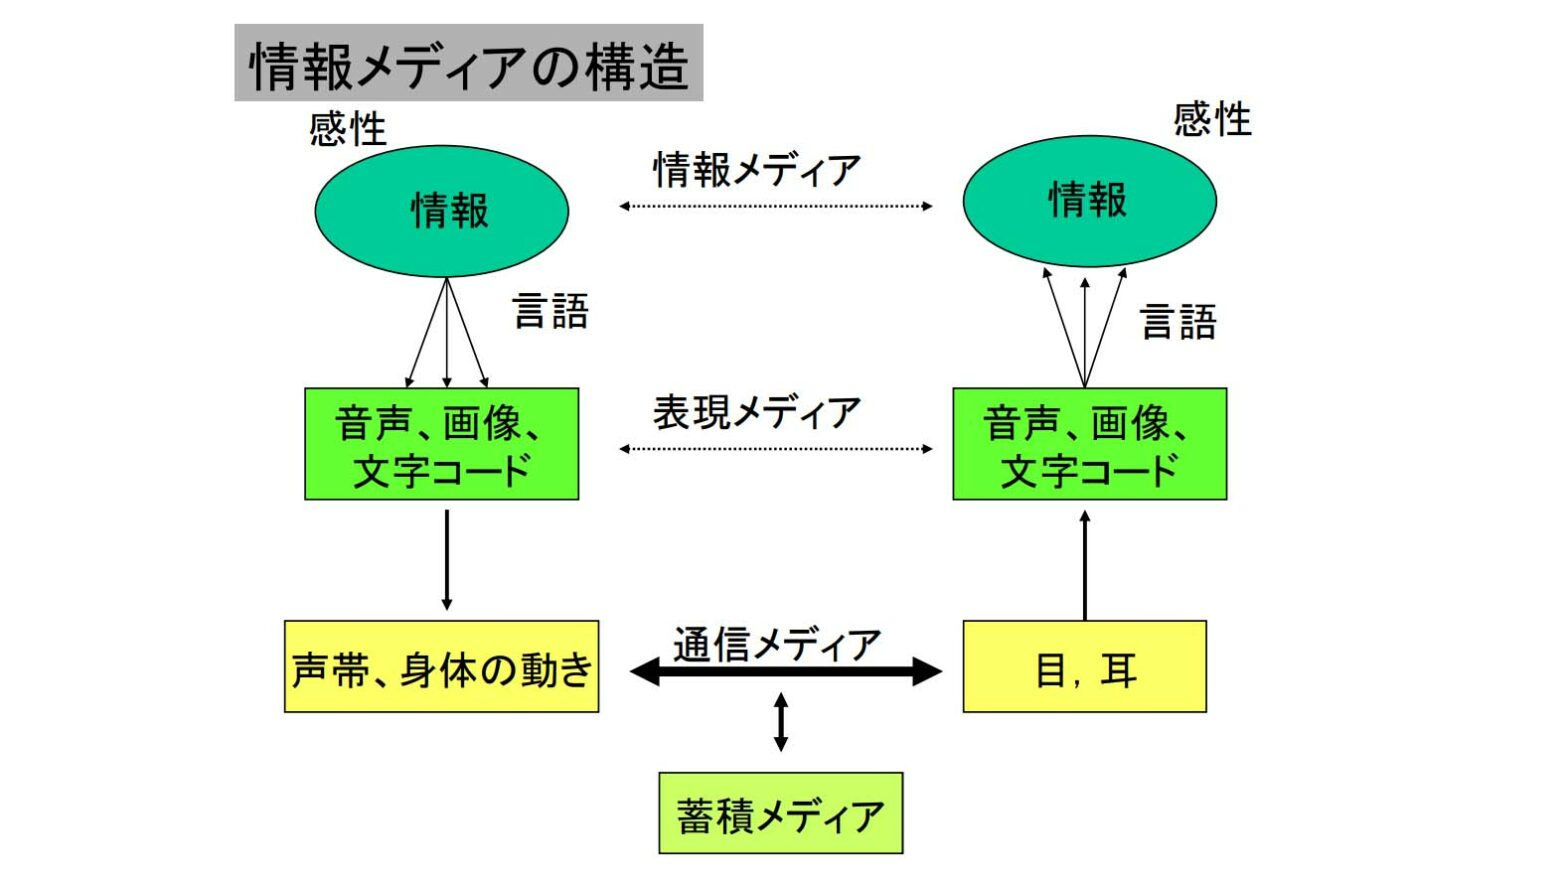 情報メディアの構造
感性
感性
情報
情報メディア
情報
言語
言語
音声、画像、
文字コード
表現メディア
音声、画像、
文字コード
声帯、身体の動き
通信メディア
目，耳
蓄積メディア